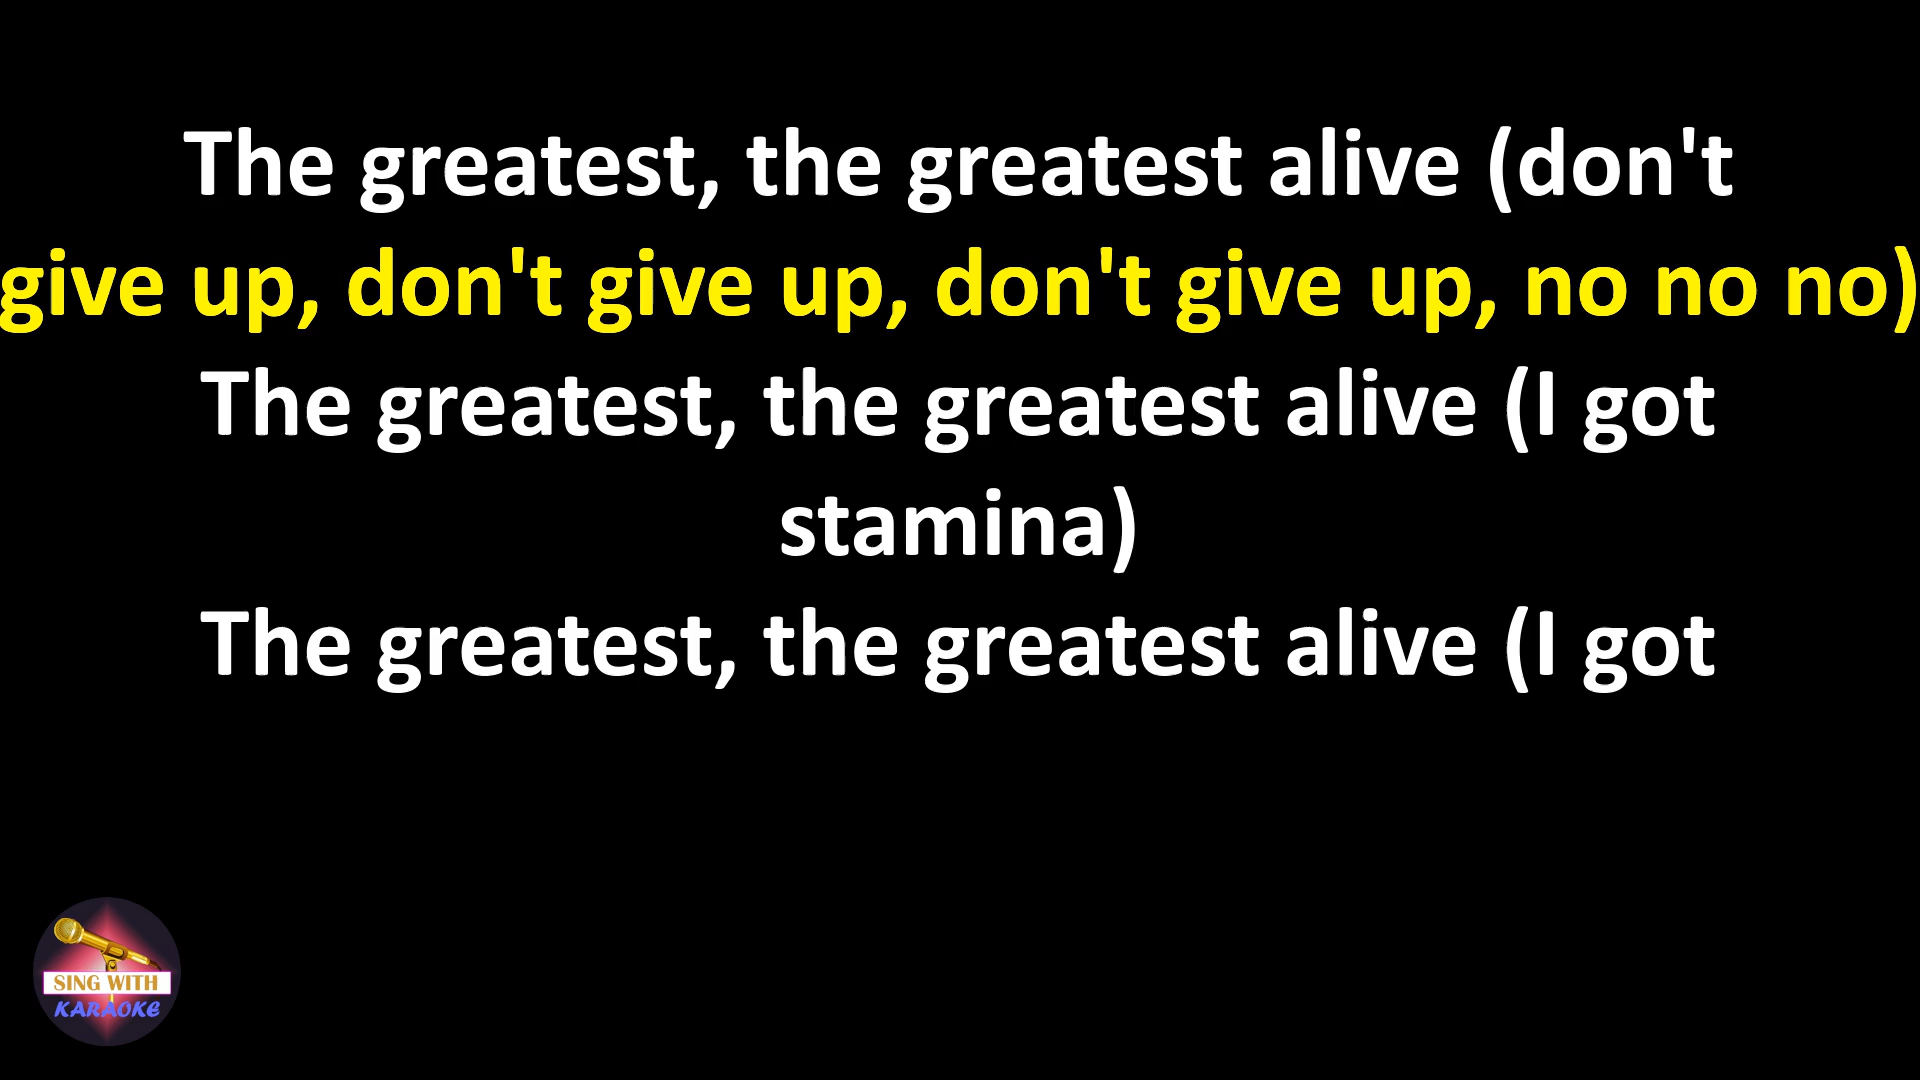 The greatest, the greatest alive (don't
give up, don't give up, don't give up, no no no)
The greatest, the greatest alive (I got
stamina)
The greatest, the greatest alive (I got
SING WITH
KARAOKE